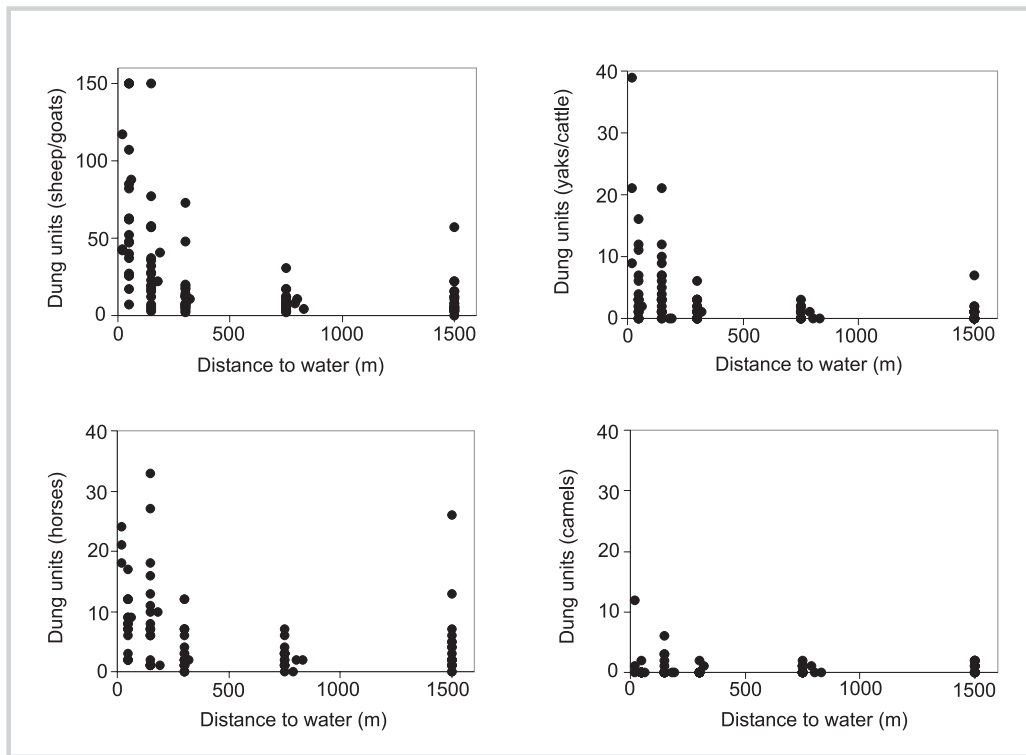 150
100
50
0
Dung units (sheep/goats)
0 500 1000 1500
Distance to water (m)
40
30
20
10
0
Dung units (yaks/cattle)
0 500 1000 1500
Distance to water (m)
40
30
20
10
0
Dung units (horses)
0 500 1000 1500
Distance to water (m)
40
30
20
10
0
Dung units (camels)
0 500 1000 1500
Distance to water (m)